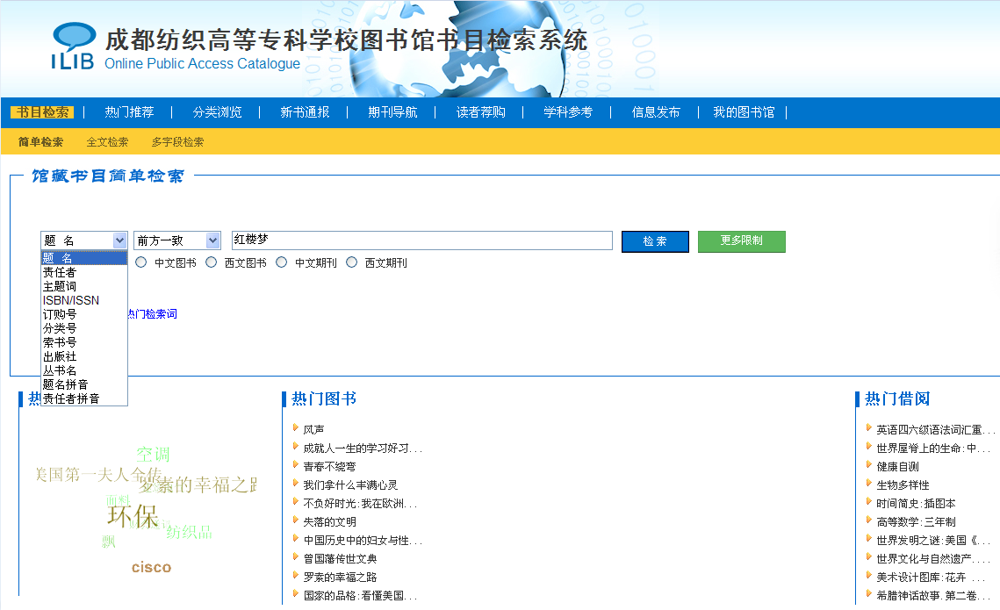 ILIB
成都纺织高等专科学校图书馆书目检索系统
Online Public Access Catalogue
书目检索 热门推荐 分类浏览 新书通报 期刊导航 读者荐购 学科参考 信息发布 我的图书馆
简单检索 全文检索 多字段检索
馆藏书目简单检索
题 名 前方一致 红楼梦 检 索 更多限制
题 名
中文图书 西文图书 中文期刊 西文期刊
责任者
主题词
ISBN/ISSN
订购号
热门检索词
分类号
索书号
出版社
丛书名
题名拼音
责任者拼音
热
空调
美国第一夫人全传
罗素的幸福之路
面料
环保
纺织品
飘
cisco
热门图书
风声
成就人一生的学习好习...
青春不绕弯
我们拿什么丰满心灵
不负好时光:我在欧洲...
失落的文明
中国历史中的妇女与性...
曾国藩传世文典
罗素的幸福之路
国家的品格:看懂美国...
热门借阅
英语四六级语法词汇重...
世界屋脊上的生命:中...
健康自测
生物多样性
时间简史:插图本
高等数学:三年制
世界发明之谜:美国《...
世界文化与自然遗产....
美术设计图库:花卉 ...
希腊神话故事.第二卷...